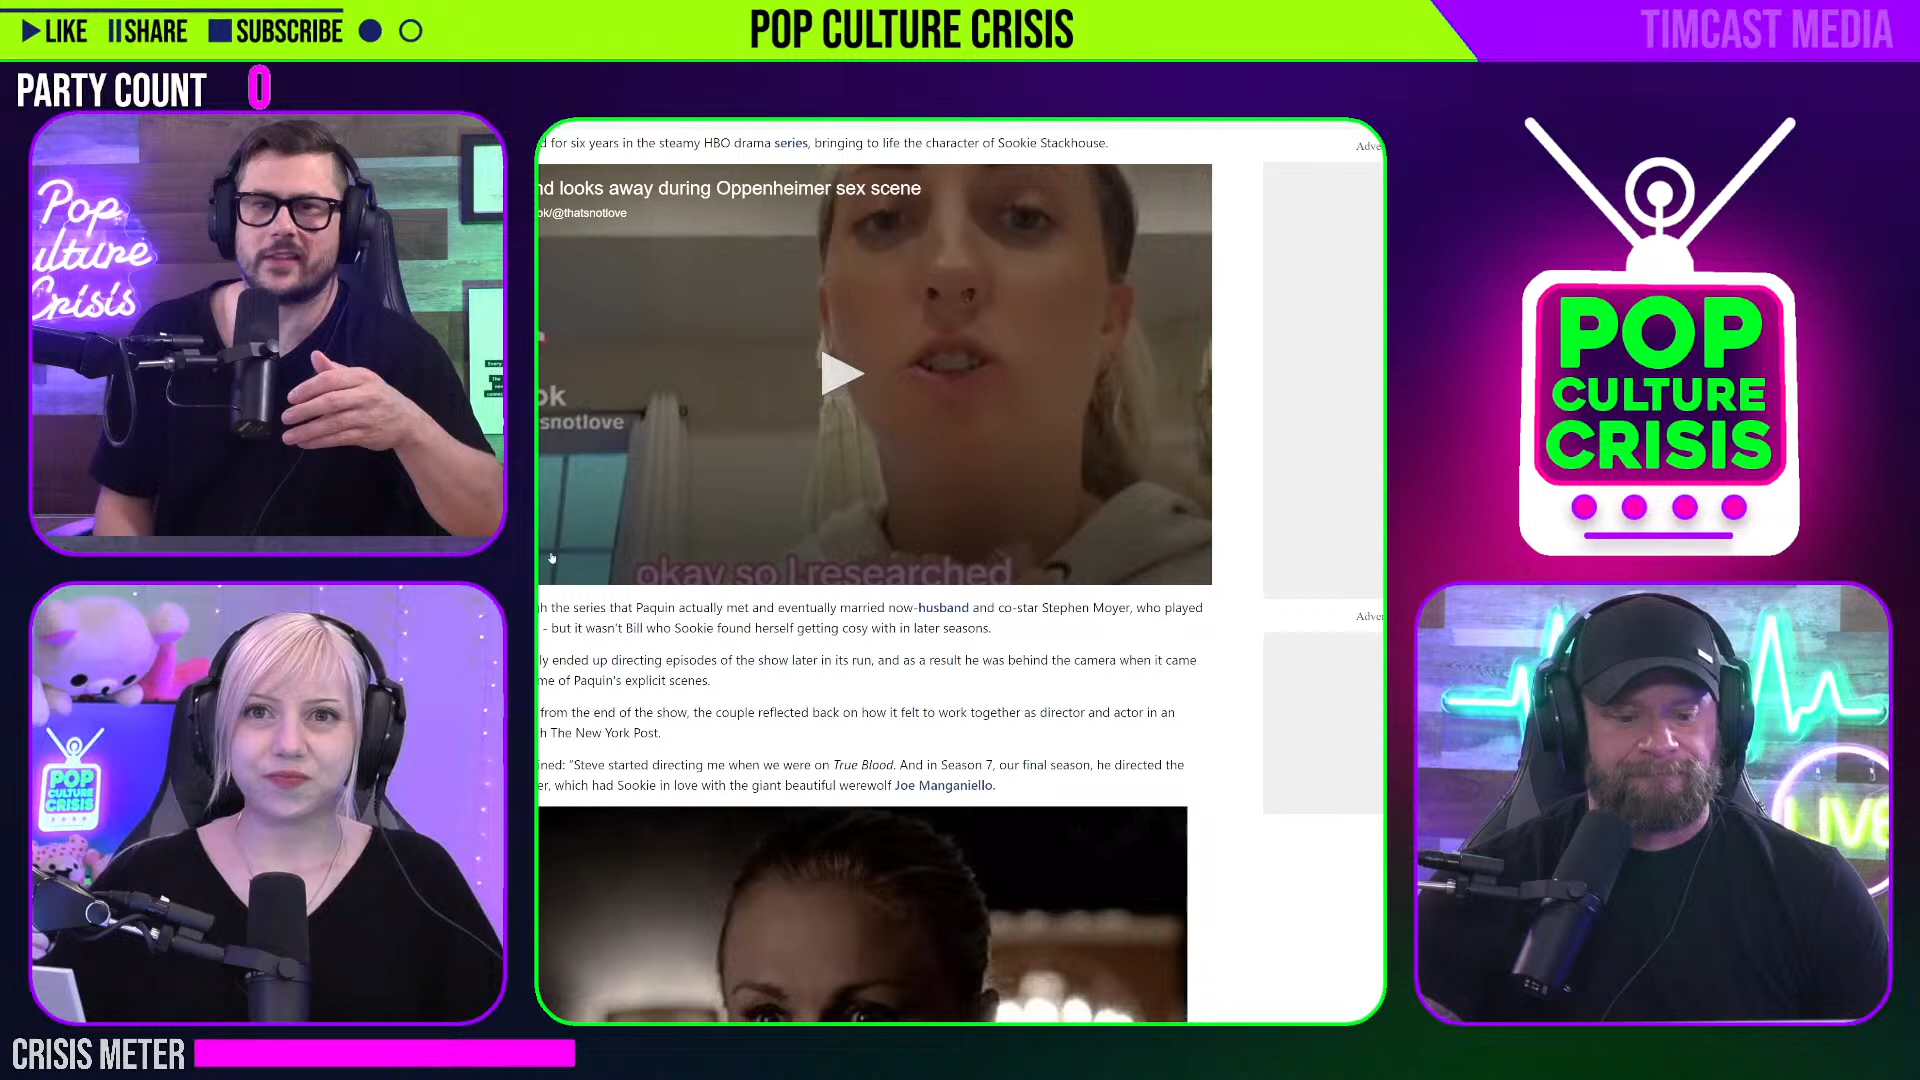 LIKE SHARE SUBSCRIBE
POP CULTURE CRISIS
TIMCAST MEDIA
PARTY COUNT 0
Pop
ulture
Crisis
d for six years in the steamy HBO drama series, bringing to life the character of Sookie Stackhouse.
Adve
nd looks away during Oppenheimer sex scene
ok/@thatsnotlove
ok
snotlove
okay so I researched
gh the series that Paquin actually met and eventually married now-husband and co-star Stephen Moyer, who played
- but it wasn't Bill who Sookie found herself getting cosy with in later seasons.
Adver
ly ended up directing episodes of the show later in its run, and as a result he was behind the camera when it came
me of Paquin's explicit scenes.
from the end of the show, the couple reflected back on how it felt to work together as director and actor in an
h The New York Post.
ined: “Steve started directing me when we were on True Blood. And in Season 7, our final season, he directed the
er, which had Sookie in love with the giant beautiful werewolf Joe Manganiello.
POP
CULTURE
CRISIS
POP
CULTURE
CRISIS
LIVE
CRISIS METER